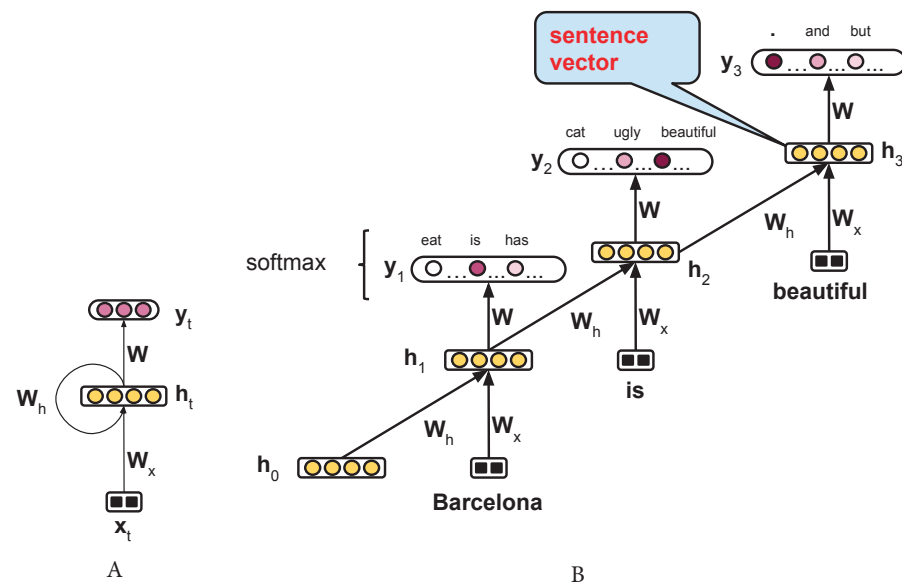 sentence
vector
. and but
y3
... ... ...
W
h3
cat ugly beautiful
y2
... ... ...
W
Wh
Wx
h2
beautiful
softmax
eat is has
y1
... ... ...
W
Wh
Wx
h1
is
yt
W
Wh
ht
Wx
xt
Wh
Wx
h0
Barcelona
A
B